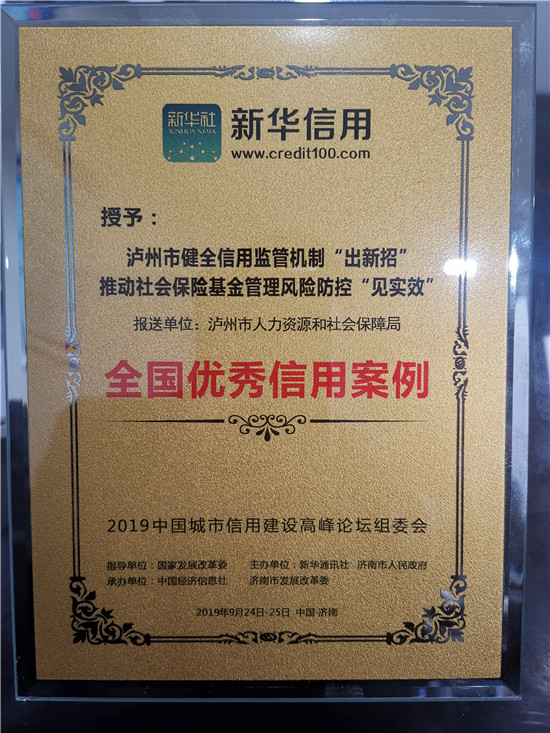 新华社
XINHUA NEWS
新华信用
www.credit100.com
授予：
泸州市健全信用监管机制“出新招”
推动社会保险基金管理风险防控“见实效”
报送单位：泸州市人力资源和社会保障局
全国优秀信用案例
2019中国城市信用建设高峰论坛组委会
指导单位：国家发展改革委 主办单位：新华通讯社 济南市人民政府
承办单位：中国经济信息社 济南市发展改革委
2019年9月24日-25日 中国·济南